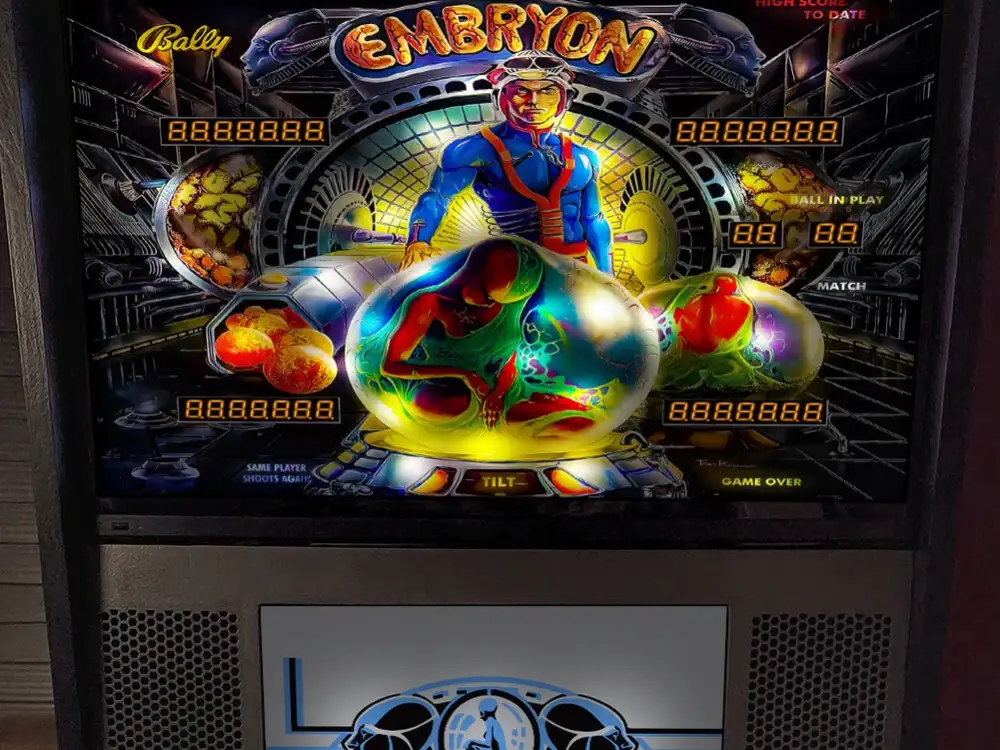 HIGH SCORE
TO DATE
Bally
EMBRYON
8888888
8888888
BALL IN PLAY
88 88
MATCH
8888888
8888888
SAME PLAYER
SHOOTS AGAIN
TILT
GAME OVER